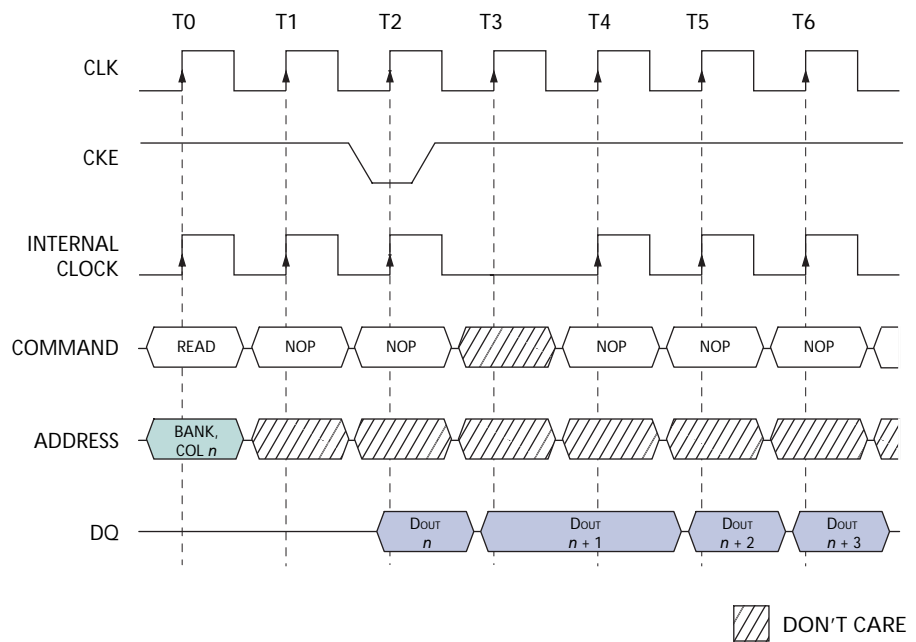 T0 T1 T2 T3 T4 T5 T6
CLK
CKE
INTERNAL
CLOCK
COMMAND READ NOP NOP NOP NOP NOP
ADDRESS BANK,
COL n
DQ DOUT DOUT DOUT DOUT
n n + 1 n + 2 n + 3
DON'T CARE